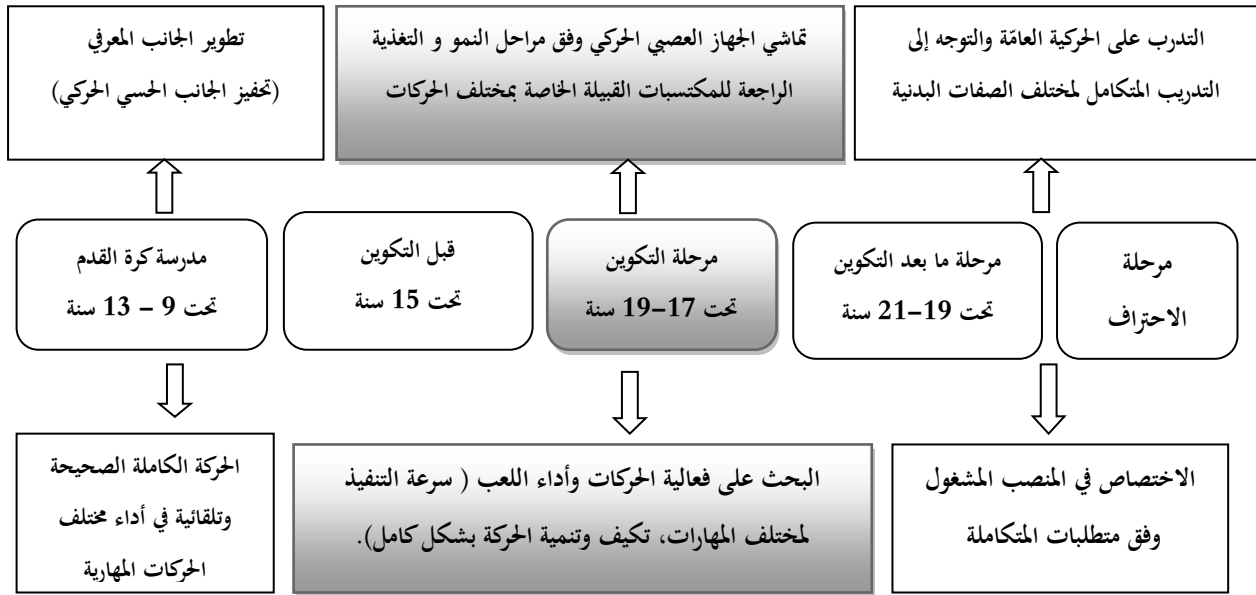 التدرب على الحركية العامّة والتوجه إلى
التدريب المتكامل لمختلف الصفات البدنية
تماشي الجهاز العصبي الحركي وفق مراحل النمو و التغذية
الراجعة للمكتسبات القبيلة الخاصة بمختلف الحركات
تطوير الجانب المعرفي
(تحفيز الجانب الحسي الحركي)
مرحلة
الاحتراف
مرحلة ما بعد التكوين
تحت 19–21 سنة
مرحلة التكوين
تحت 17–19 سنة
قبل التكوين
تحت 15 سنة
مدرسة كرة القدم
تحت 9 – 13 سنة
الاختصاص في المنصب المشغول
وفق متطلبات المتكاملة
البحث على فعالية الحركات وأداء اللعب ( سرعة التنفيذ
لمختلف المهارات، تكيف وتنمية الحركة بشكل كامل).
الحركة الكاملة الصحيحة
وتلقائية في أداء مختلف
الحركات المهارية